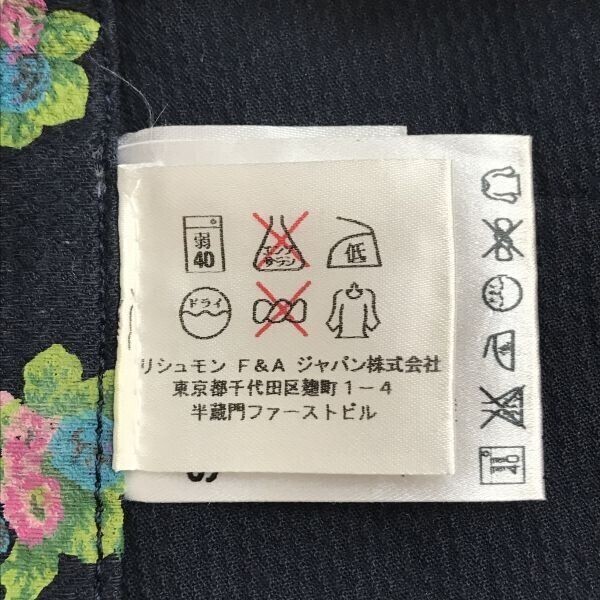 弱
40
エンソ
サラシ
低
ドライ
リシュモン F&A ジャパン株式会社
東京都千代田区麹町1-4
半蔵門ファーストビル
40